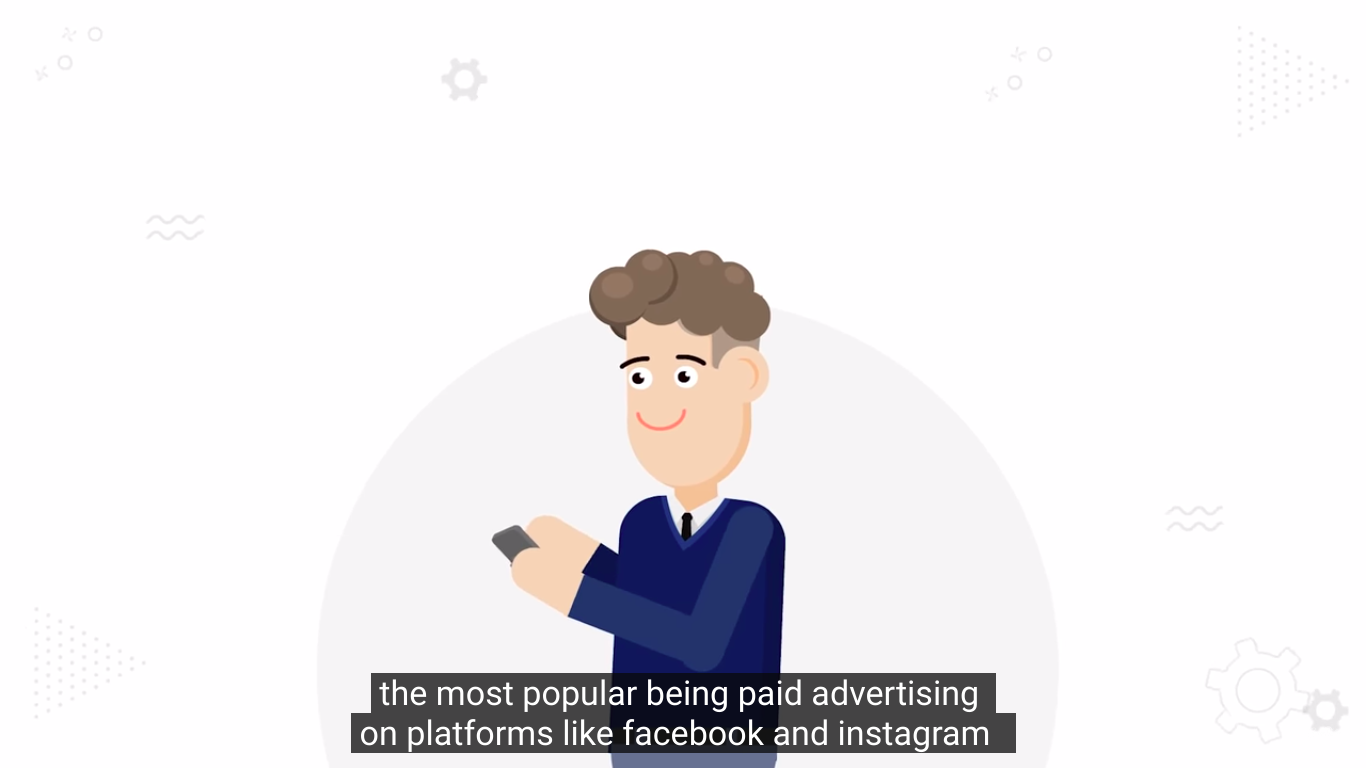 the most popular being paid advertising
on platforms like facebook and instagram